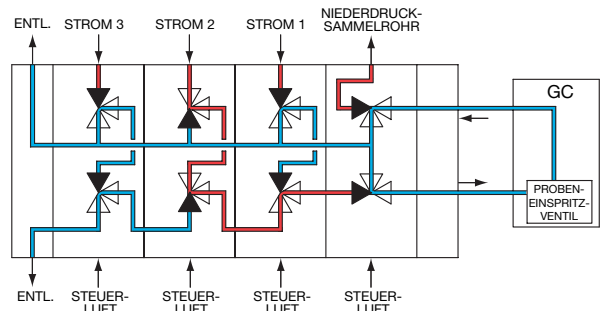 ENTL. STROM 3 STROM 2 STROM 1 NIEDERDRUCK-
SAMMELROHR
GC
PROBEN-
EINSPRITZ-
VENTIL
ENTL. STEUER- STEUER- STEUER- STEUER-
LUFT LUFT LUFT LUFT